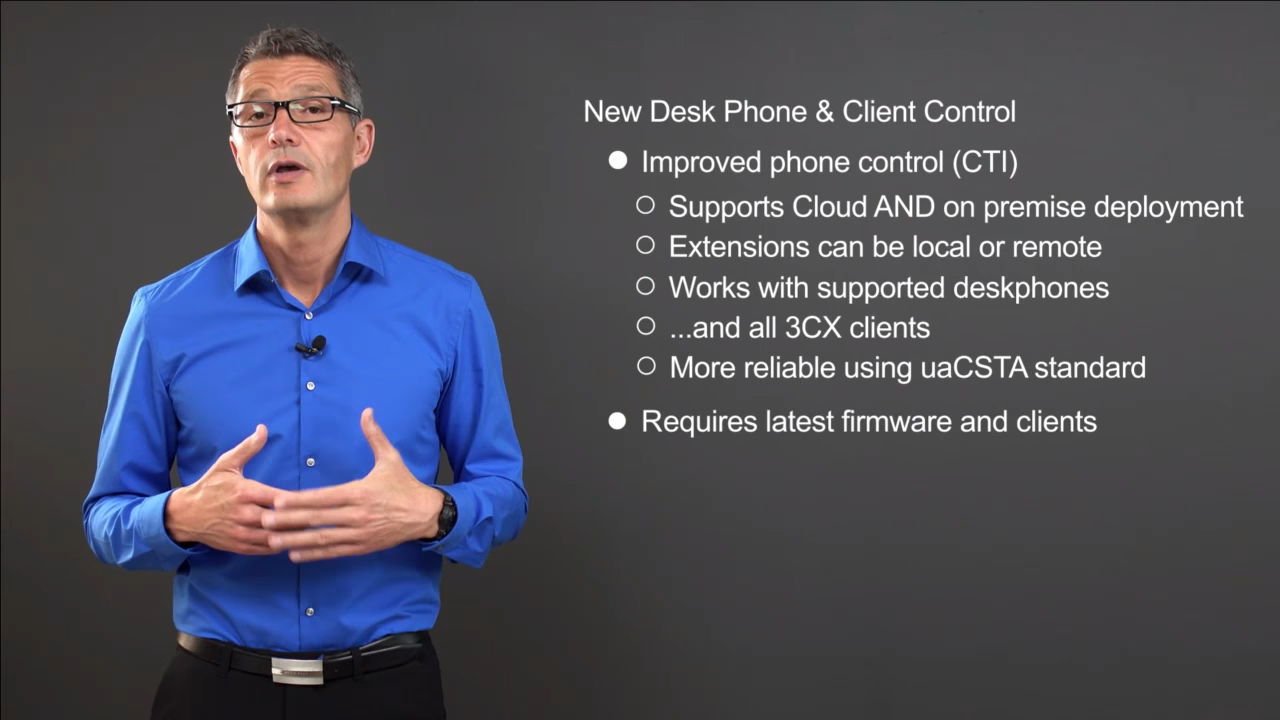 New Desk Phone & Client Control
● Improved phone control (CTI)
○ Supports Cloud AND on premise deployment
○ Extensions can be local or remote
○ Works with supported deskphones
○ ...and all 3CX clients
○ More reliable using uaCSTA standard
● Requires latest firmware and clients